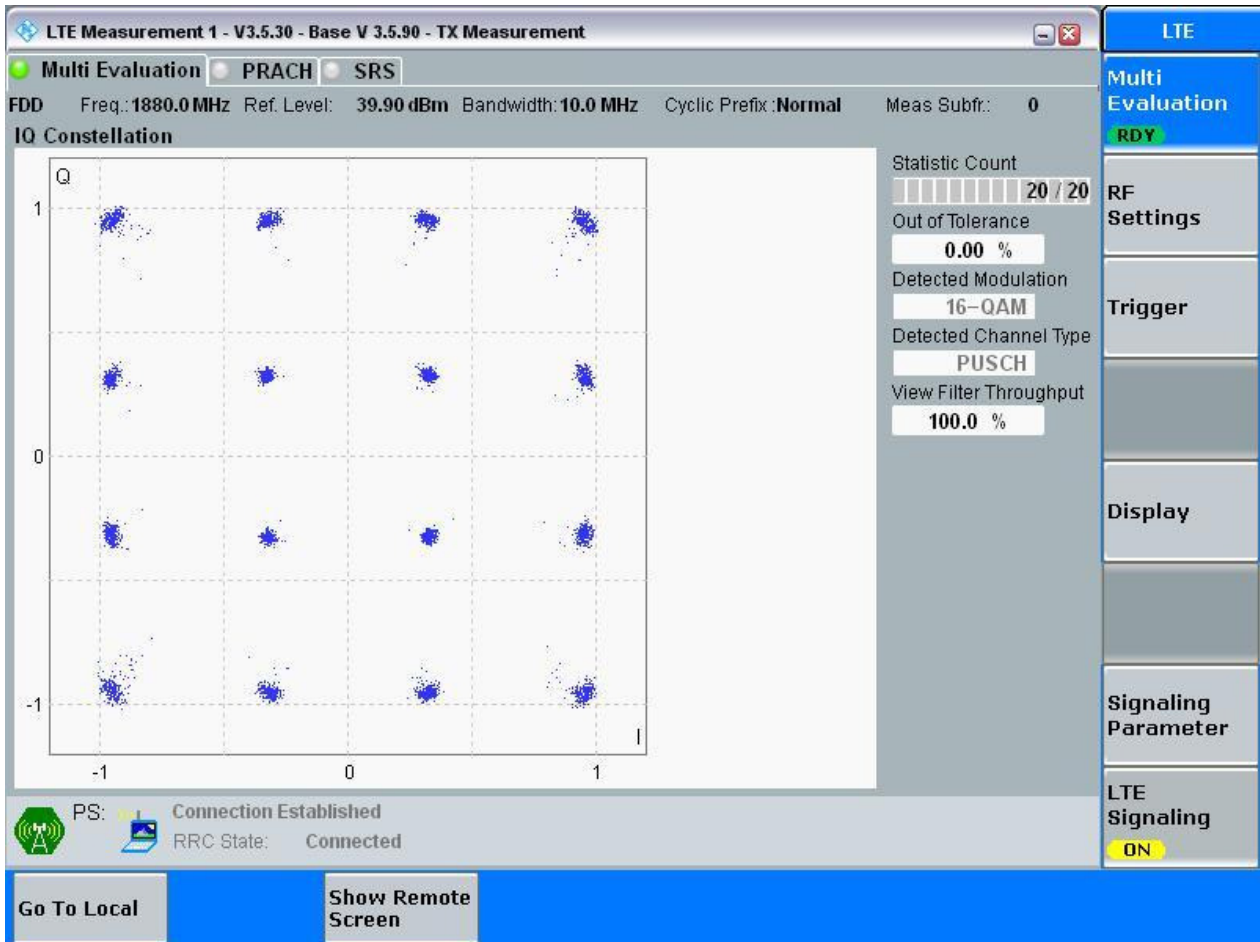 LTE Measurement 1 - V3.5.30 - Base V 3.5.90 - TX Measurement
LTE
Multi Evaluation PRACH SRS
FDD Freq.: 1880.0 MHz Ref. Level: 39.90 dBm Bandwidth: 10.0 MHz Cyclic Prefix : Normal Meas Subfr.: 0
IQ Constellation
Q
1
0
-1
-1 0 1
I
Statistic Count
20 / 20
Out of Tolerance
0.00 %
Detected Modulation
16-QAM
Detected Channel Type
PUSCH
View Filter Throughput
100.0 %
Multi
Evaluation
RDY
RF
Settings
Trigger
Display
Signaling
Parameter
LTE
Signaling
ON
PS: Connection Established
RRC State: Connected
Go To Local
Show Remote
Screen